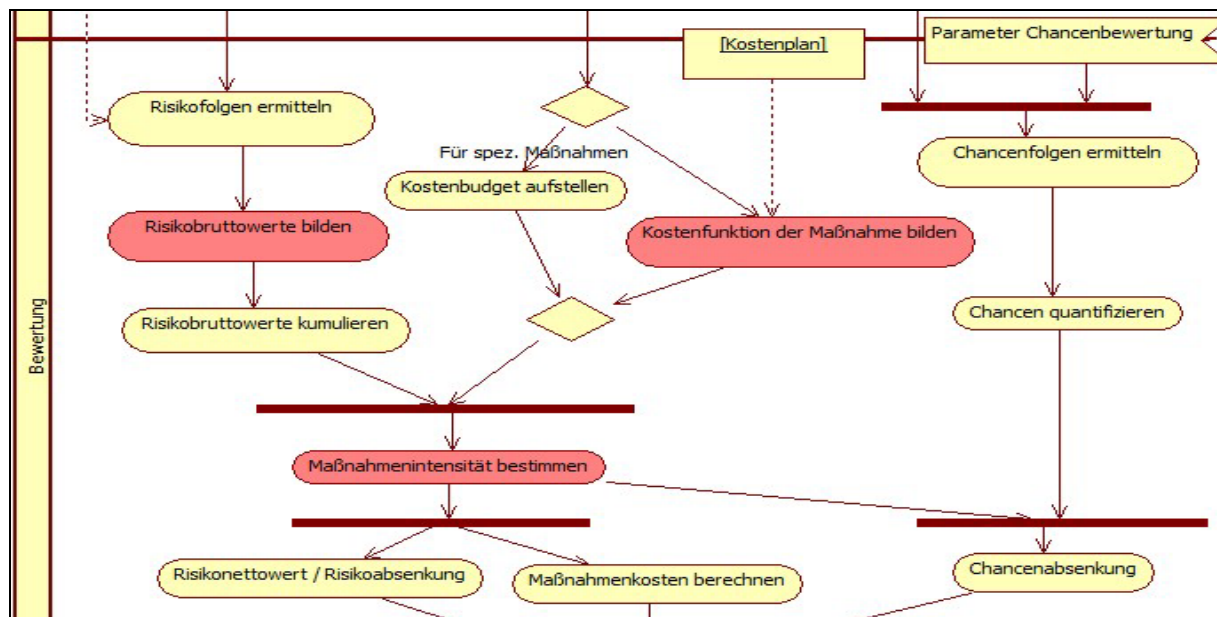 [Kostenplan]
Parameter Chancenbewertung
Risikofolgen ermitteln
Für spez. Maßnahmen
Chancenfolgen ermitteln
Kostenbudget aufstellen
Risikobruttowerte bilden
Kostenfunktion der Maßnahme bilden
Risikobruttowerte kumulieren
Chancen quantifizieren
Bewertung
Maßnahmenintensität bestimmen
Risikonettowert / Risikoabsenkung
Maßnahmenkosten berechnen
Chancenabsenkung